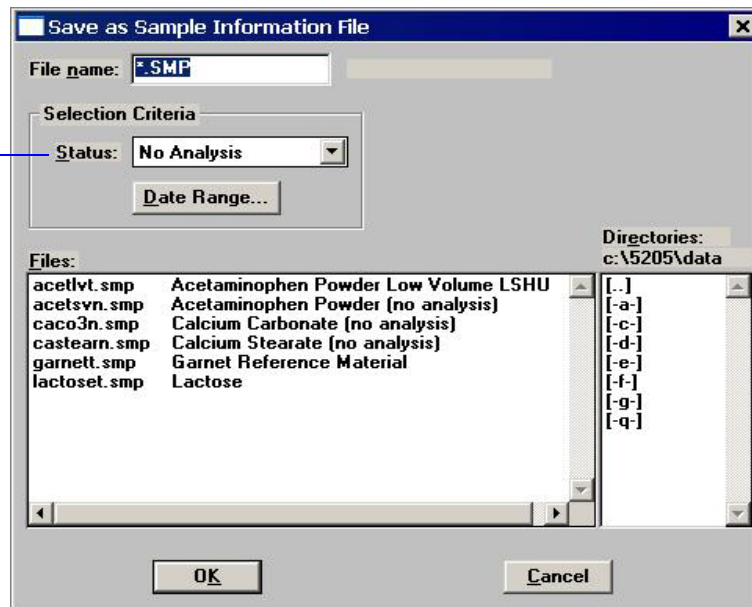 Save as Sample Information File
File name: *.SMP
Selection Criteria
Status: No Analysis
Date Range...
Directories:
Files: c:\5205\data
acetlvt.smp Acetaminophen Powder Low Volume LSHU
acetsvn.smp Acetaminophen Powder (no analysis)
caco3n.smp Calcium Carbonate (no analysis)
castearn.smp Calcium Stearate (no analysis)
garnett.smp Garnet Reference Material
lactoset.smp Lactose
[..]
[-a-]
[-c-]
[-d-]
[-e-]
[-f-]
[-g-]
[-q-]
OK Cancel